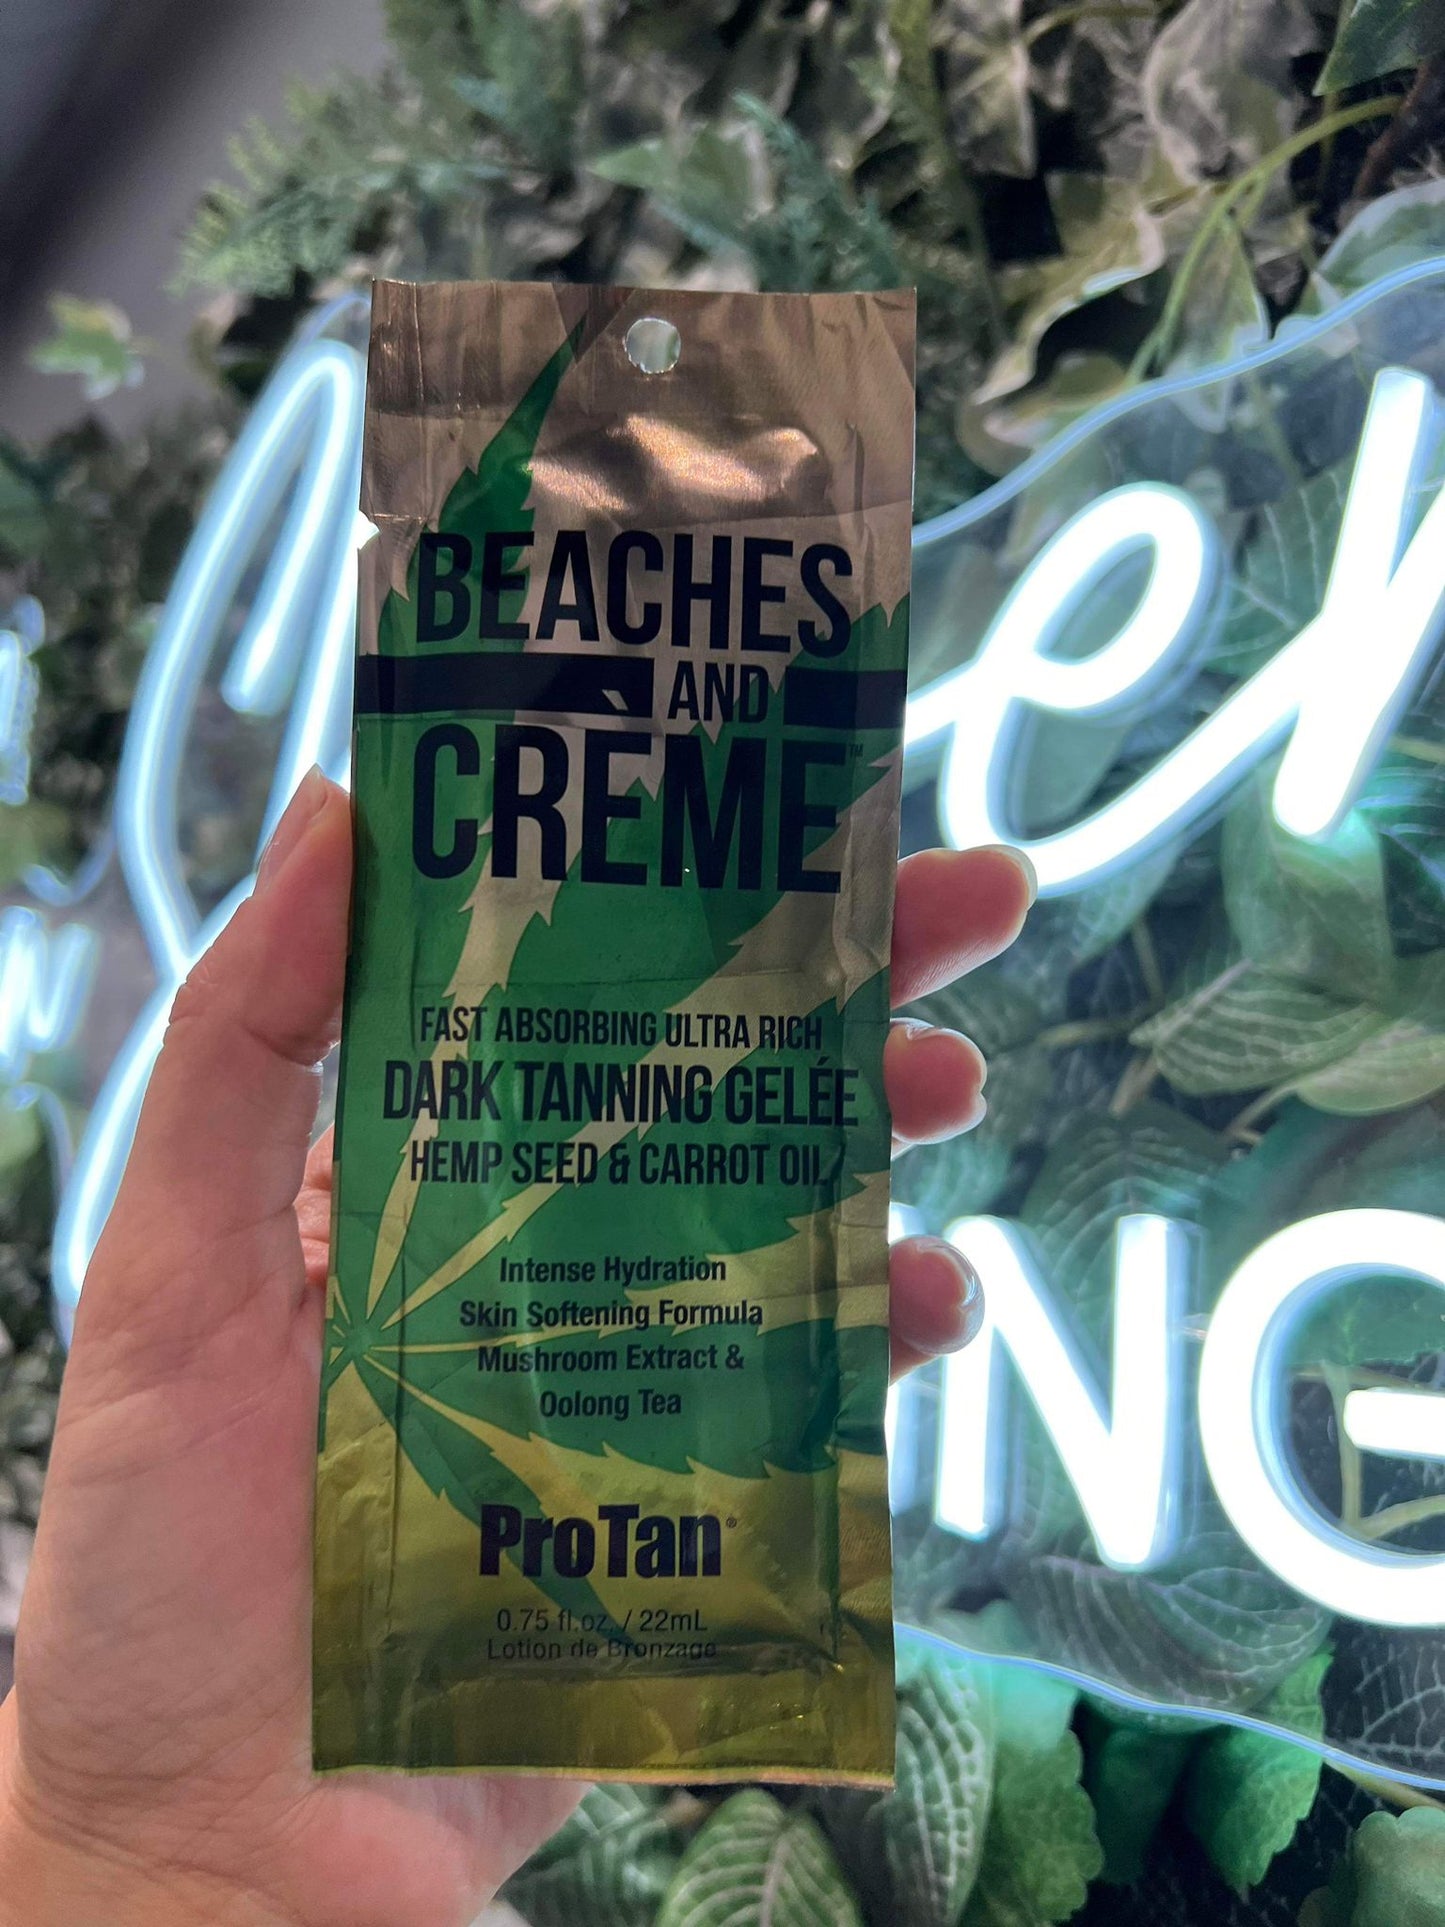 BEACHES
AND
CRÈME™
FAST ABSORBING ULTRA RICH
DARK TANNING GELÉE
HEMP SEED & CARROT OIL
Intense Hydration
Skin Softening Formula
Mushroom Extract &
Oolong Tea
ProTan®
0.75 fl.oz. / 22mL
Lotion de Bronzage